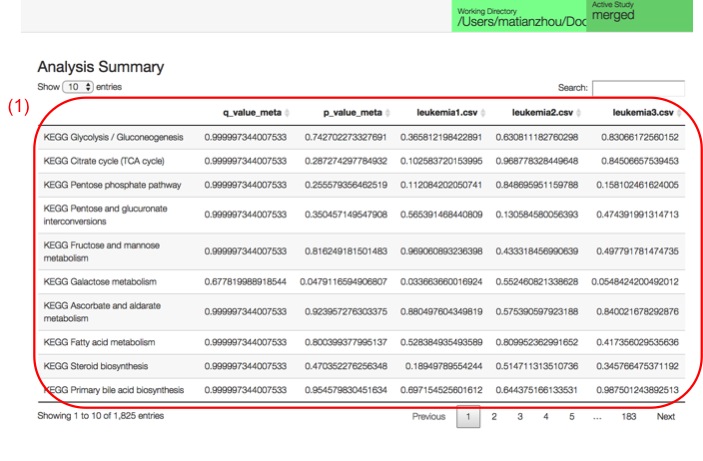 Working Directory
/Users/matianzhou/Doc
Active Study
merged
Analysis Summary
Show 10 entries
Search:
(1)
q_value_meta p_value_meta leukemia1.csv leukemia2.csv leukemia3.csv
KEGG Glycolysis / Gluconeogenesis 0.999997344007533 0.742702273327691 0.365812198422891 0.630811182760298 0.83066172560152
KEGG Citrate cycle (TCA cycle) 0.999997344007533 0.287274297784932 0.102583720153995 0.968778328449648 0.84506657539453
KEGG Pentose phosphate pathway 0.999997344007533 0.255579356462519 0.112084202050741 0.848695951159788 0.158102461624005
KEGG Pentose and glucuronate
interconversions 0.999997344007533 0.350457149547908 0.565391468440809 0.130584580056393 0.474391991314713
KEGG Fructose and mannose
metabolism 0.999997344007533 0.816249181501483 0.969060893236398 0.433318456990639 0.497791781474735
KEGG Galactose metabolism 0.677819988918544 0.0479116594906807 0.033663660016924 0.552460821338628 0.0548424200492012
KEGG Ascorbate and aldarate
metabolism 0.999997344007533 0.923957276303375 0.880497604349819 0.575390597923188 0.840021678292876
KEGG Fatty acid metabolism 0.999997344007533 0.800399377995137 0.528384935493589 0.809952362991652 0.417356029535636
KEGG Steroid biosynthesis 0.999997344007533 0.470352276256348 0.18949789554244 0.514711313510736 0.345766475371192
KEGG Primary bile acid biosynthesis 0.999997344007533 0.954579830451634 0.697154525601612 0.644375166133531 0.987501243892513
Showing 1 to 10 of 1,825 entries
Previous 1 2 3 4 5 ... 183 Next